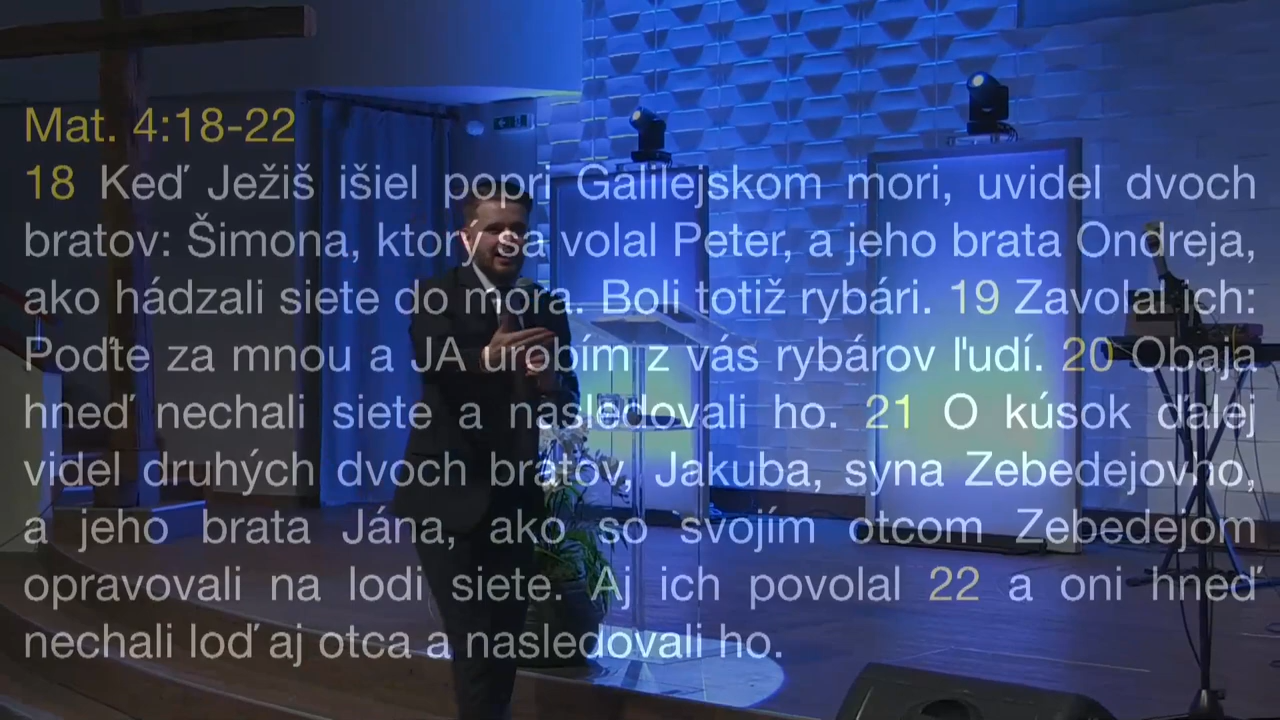 Mat. 4:18-22
18 Keď Ježiš išiel popri Galilejskom mori, uvidel dvoch
bratov: Šimona, ktorý sa volal Peter, a jeho brata Ondreja,
ako hádzali siete do mora. Boli totiž rybári. 19 Zavolal ich:
Poďte za mnou a JA urobím z vás rybárov ľudí. 20 Obaja
hneď nechali siete a nasledovali ho. 21 O kúsok ďalej
videl druhých dvoch bratov, Jakuba, syna Zebedejovho,
a jeho brata Jána, ako so svojím otcom Zebedejom
opravovali na lodi siete. Aj ich povolal 22 a oni hneď
nechali loď aj otca a nasledovali ho.